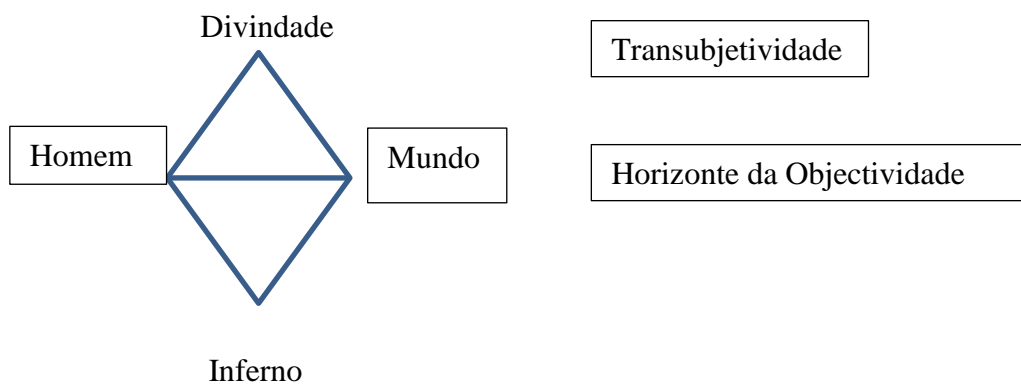 Divindade
Transubjetividade
Homem
Mundo
Horizonte da Objectividade
Inferno